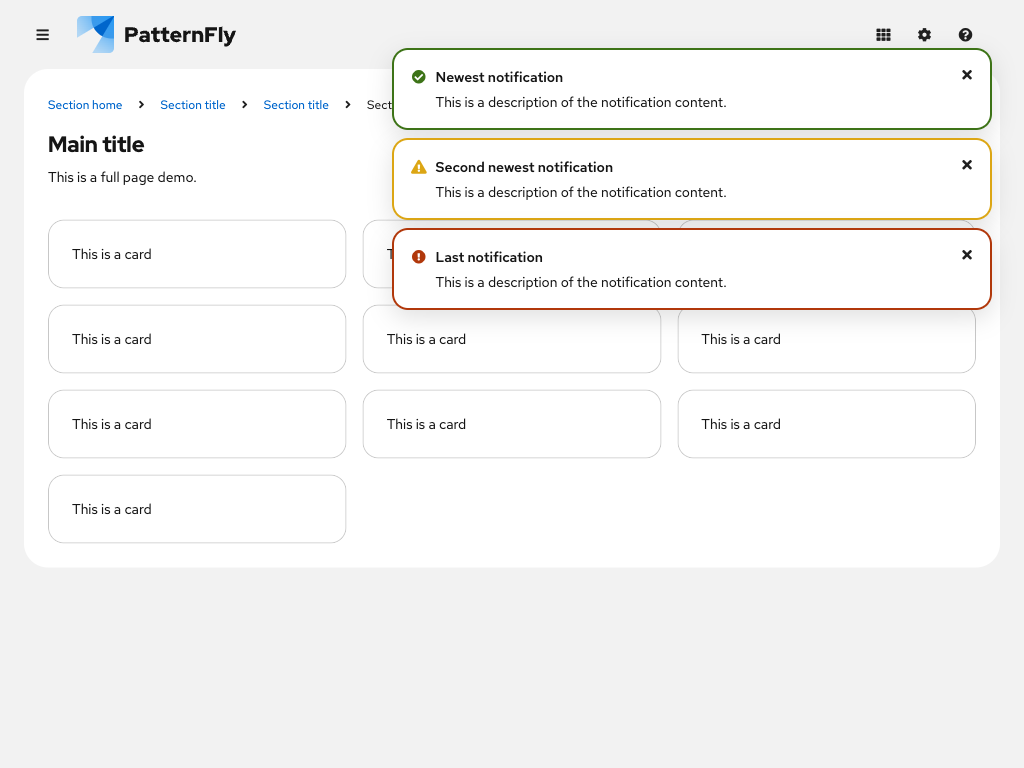 PatternFly
Newest notification
This is a description of the notification content.
Second newest notification
This is a description of the notification content.
Last notification
This is a description of the notification content.
Section home
Section title
Section title
Main title
This is a full page demo.
This is a card
This is a card
This is a card
This is a card
This is a card
This is a card
This is a card
This is a card